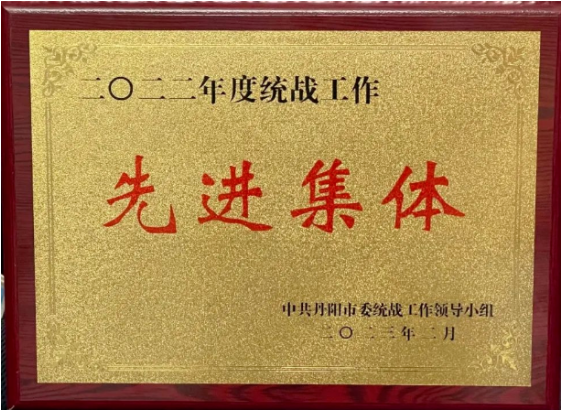 二〇二二年度统战工作
先进集体
中共丹阳市委统战工作领导小组
二〇二三年二月